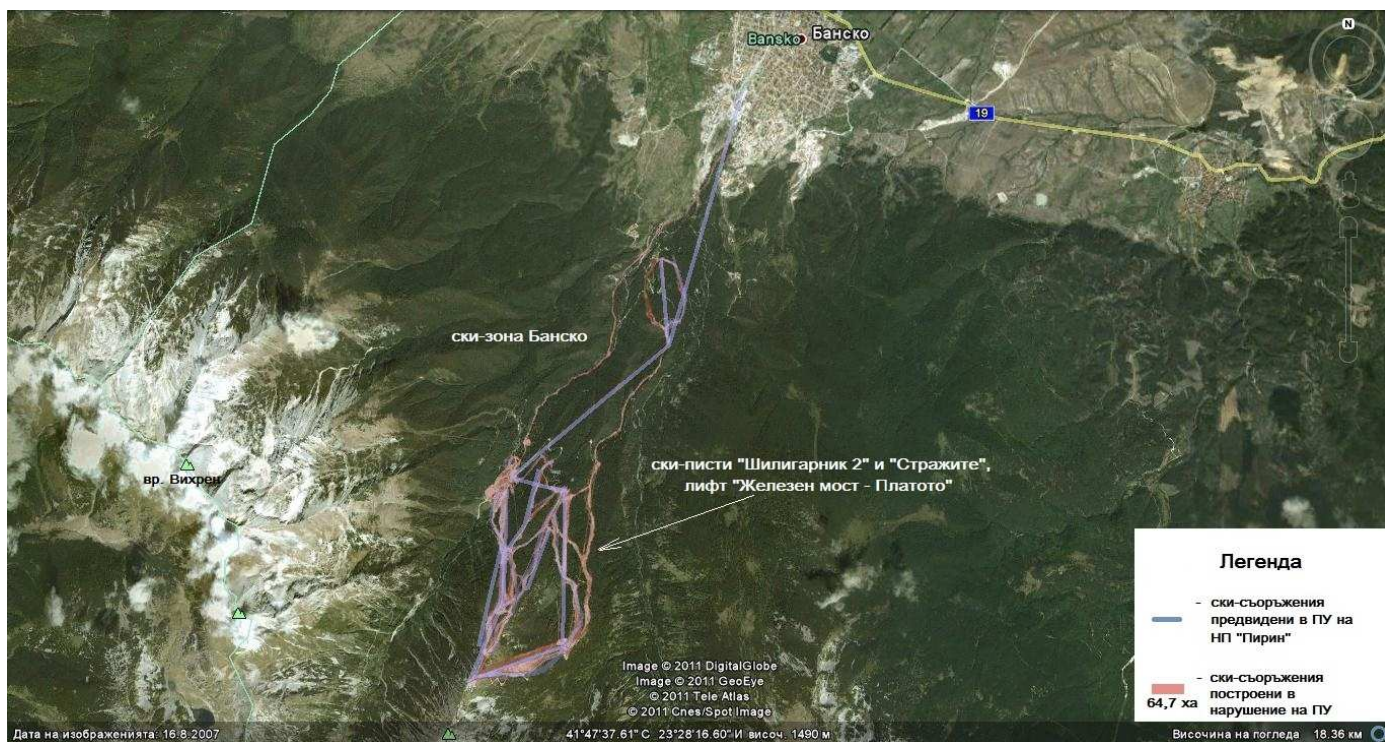 N
Bansko Банско
19
ски-зона Банско
вр. Вихрен
ски-писти "Шилигарник 2" и "Стражите",
лифт "Железен мост - Платото"
Легенда
- ски-съоръжения
предвидени в ПУ на
НП "Пирин"
- ски-съоръжения
построени в
нарушение на ПУ
64,7 ха
Image © 2011 DigitalGlobe
Image © 2011 GeoEye
© 2011 Tele Atlas
© 2011 Cnes/Spot Image
Дата на изображенията: 16.8.2007 41°47'37.61" С 23°28'16.60" И височ. 1490 м Височина на погледа 18.36 км